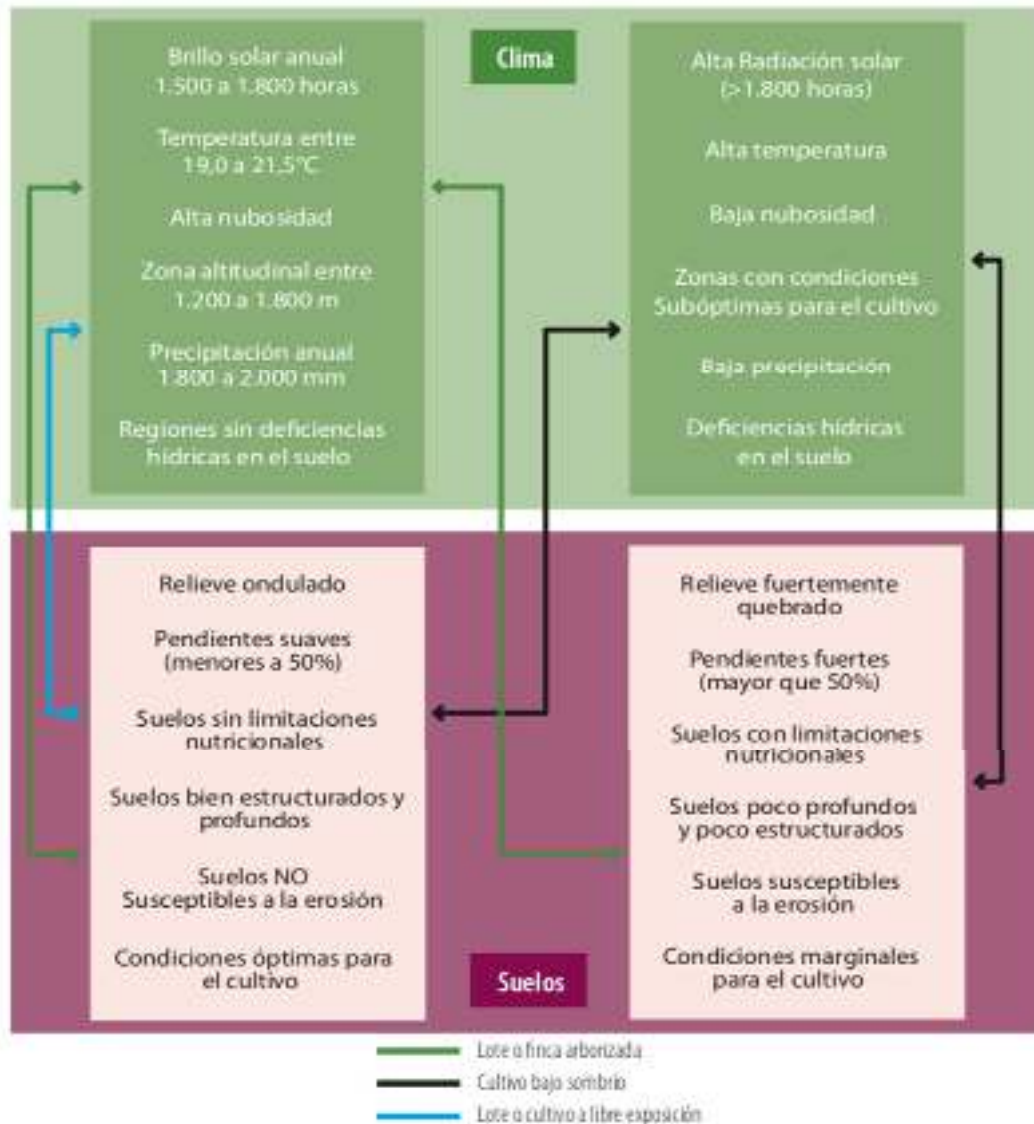 Clima
Brillo solar anual
1.500 a 1.800 horas
Temperatura entre
19,0 a 21,5°C
Alta nubosidad
Zona altitudinal entre
1.200 a 1.800 m
Precipitación anual
1.800 a 2.000 mm
Regiones sin deficiencias
hídricas en el suelo
Alta Radiación solar
(>1.800 horas)
Alta temperatura
Baja nubosidad
Zonas con condiciones
Subóptimas para el cultivo
Baja precipitación
Deficiencias hídricas
en el suelo
Relieve ondulado
Pendientes suaves
(menores a 50%)
Suelos sin limitaciones
nutricionales
Suelos bien estructurados y
profundos
Suelos NO
Susceptibles a la erosión
Condiciones óptimas para
el cultivo
Relieve fuertemente
quebrado
Pendientes fuertes
(mayor que 50%)
Suelos con limitaciones
nutricionales
Suelos poco profundos
y poco estructurados
Suelos susceptibles
a la erosión
Condiciones marginales
para el cultivo
Suelos
Lote o finca arborizada
Cultivo bajo sombrío
Lote o cultivo a libre exposición